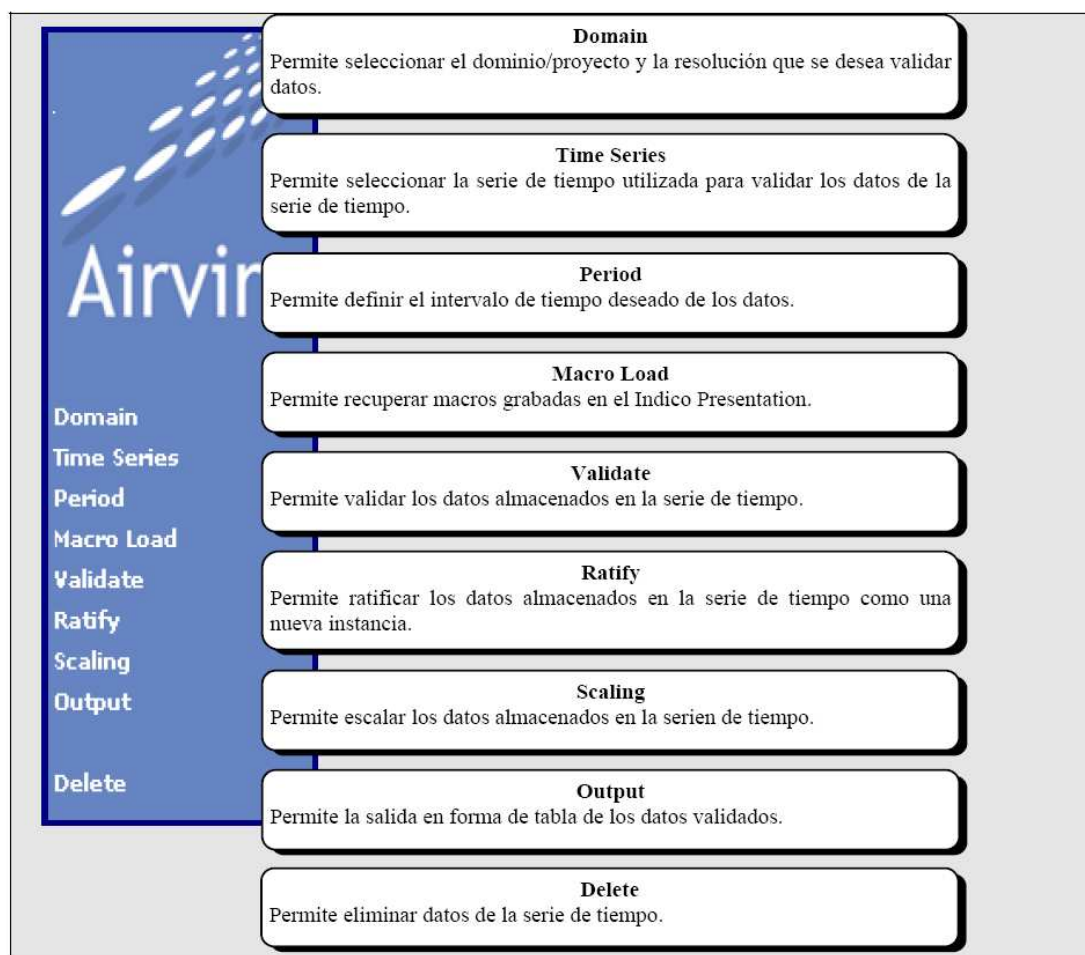 Airvir
Domain
Time Series
Period
Macro Load
Validate
Ratify
Scaling
Output
Delete
Domain
Permite seleccionar el dominio/proyecto y la resolución que se desea validar
datos.
Time Series
Permite seleccionar la serie de tiempo utilizada para validar los datos de la
serie de tiempo.
Period
Permite definir el intervalo de tiempo deseado de los datos.
Macro Load
Permite recuperar macros grabadas en el Indico Presentation.
Validate
Permite validar los datos almacenados en la serie de tiempo.
Ratify
Permite ratificar los datos almacenados en la serie de tiempo como una
nueva instancia.
Scaling
Permite escalar los datos almacenados en la serien de tiempo.
Output
Permite la salida en forma de tabla de los datos validados.
Delete
Permite eliminar datos de la serie de tiempo.